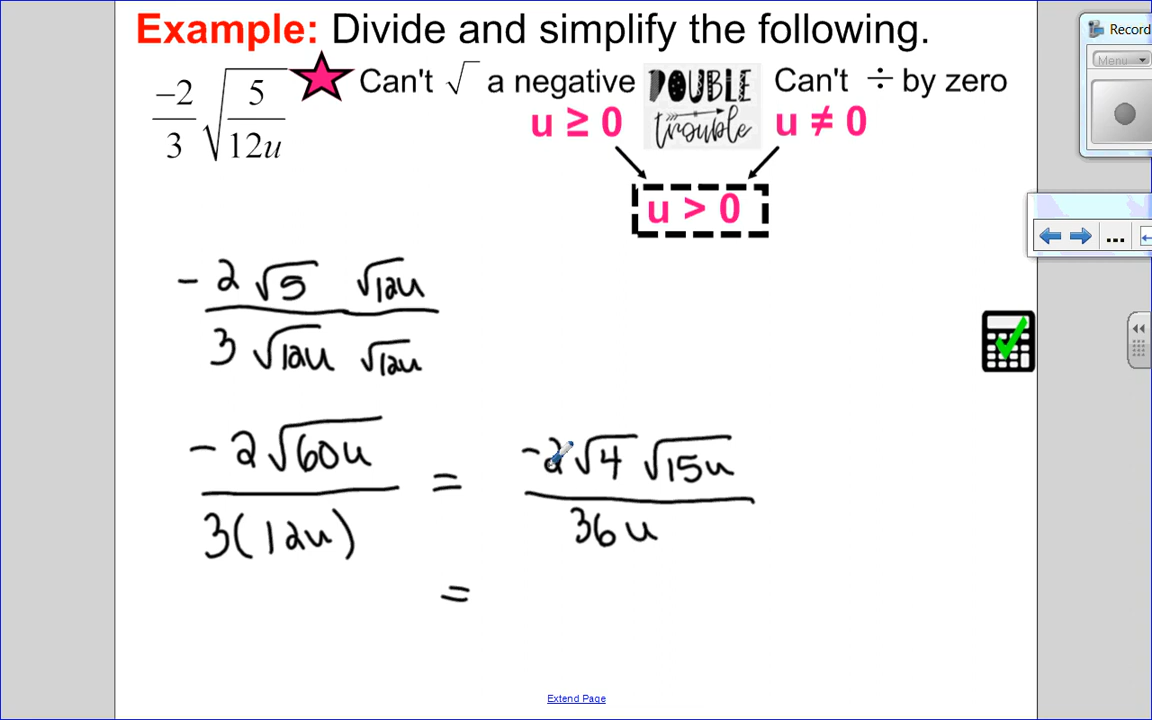 Example: Divide and simplify the following.
−2/3 √(5/12u) Can't √ a negative DOUBLE trouble Can't ÷ by zero
u ≥ 0 u ≠ 0
u > 0
-2√5 √12u
3√12u √12u
-2√60u / 3(12u) = -2√4 √15u / 36u
=
Extend Page
Record
Menu
...